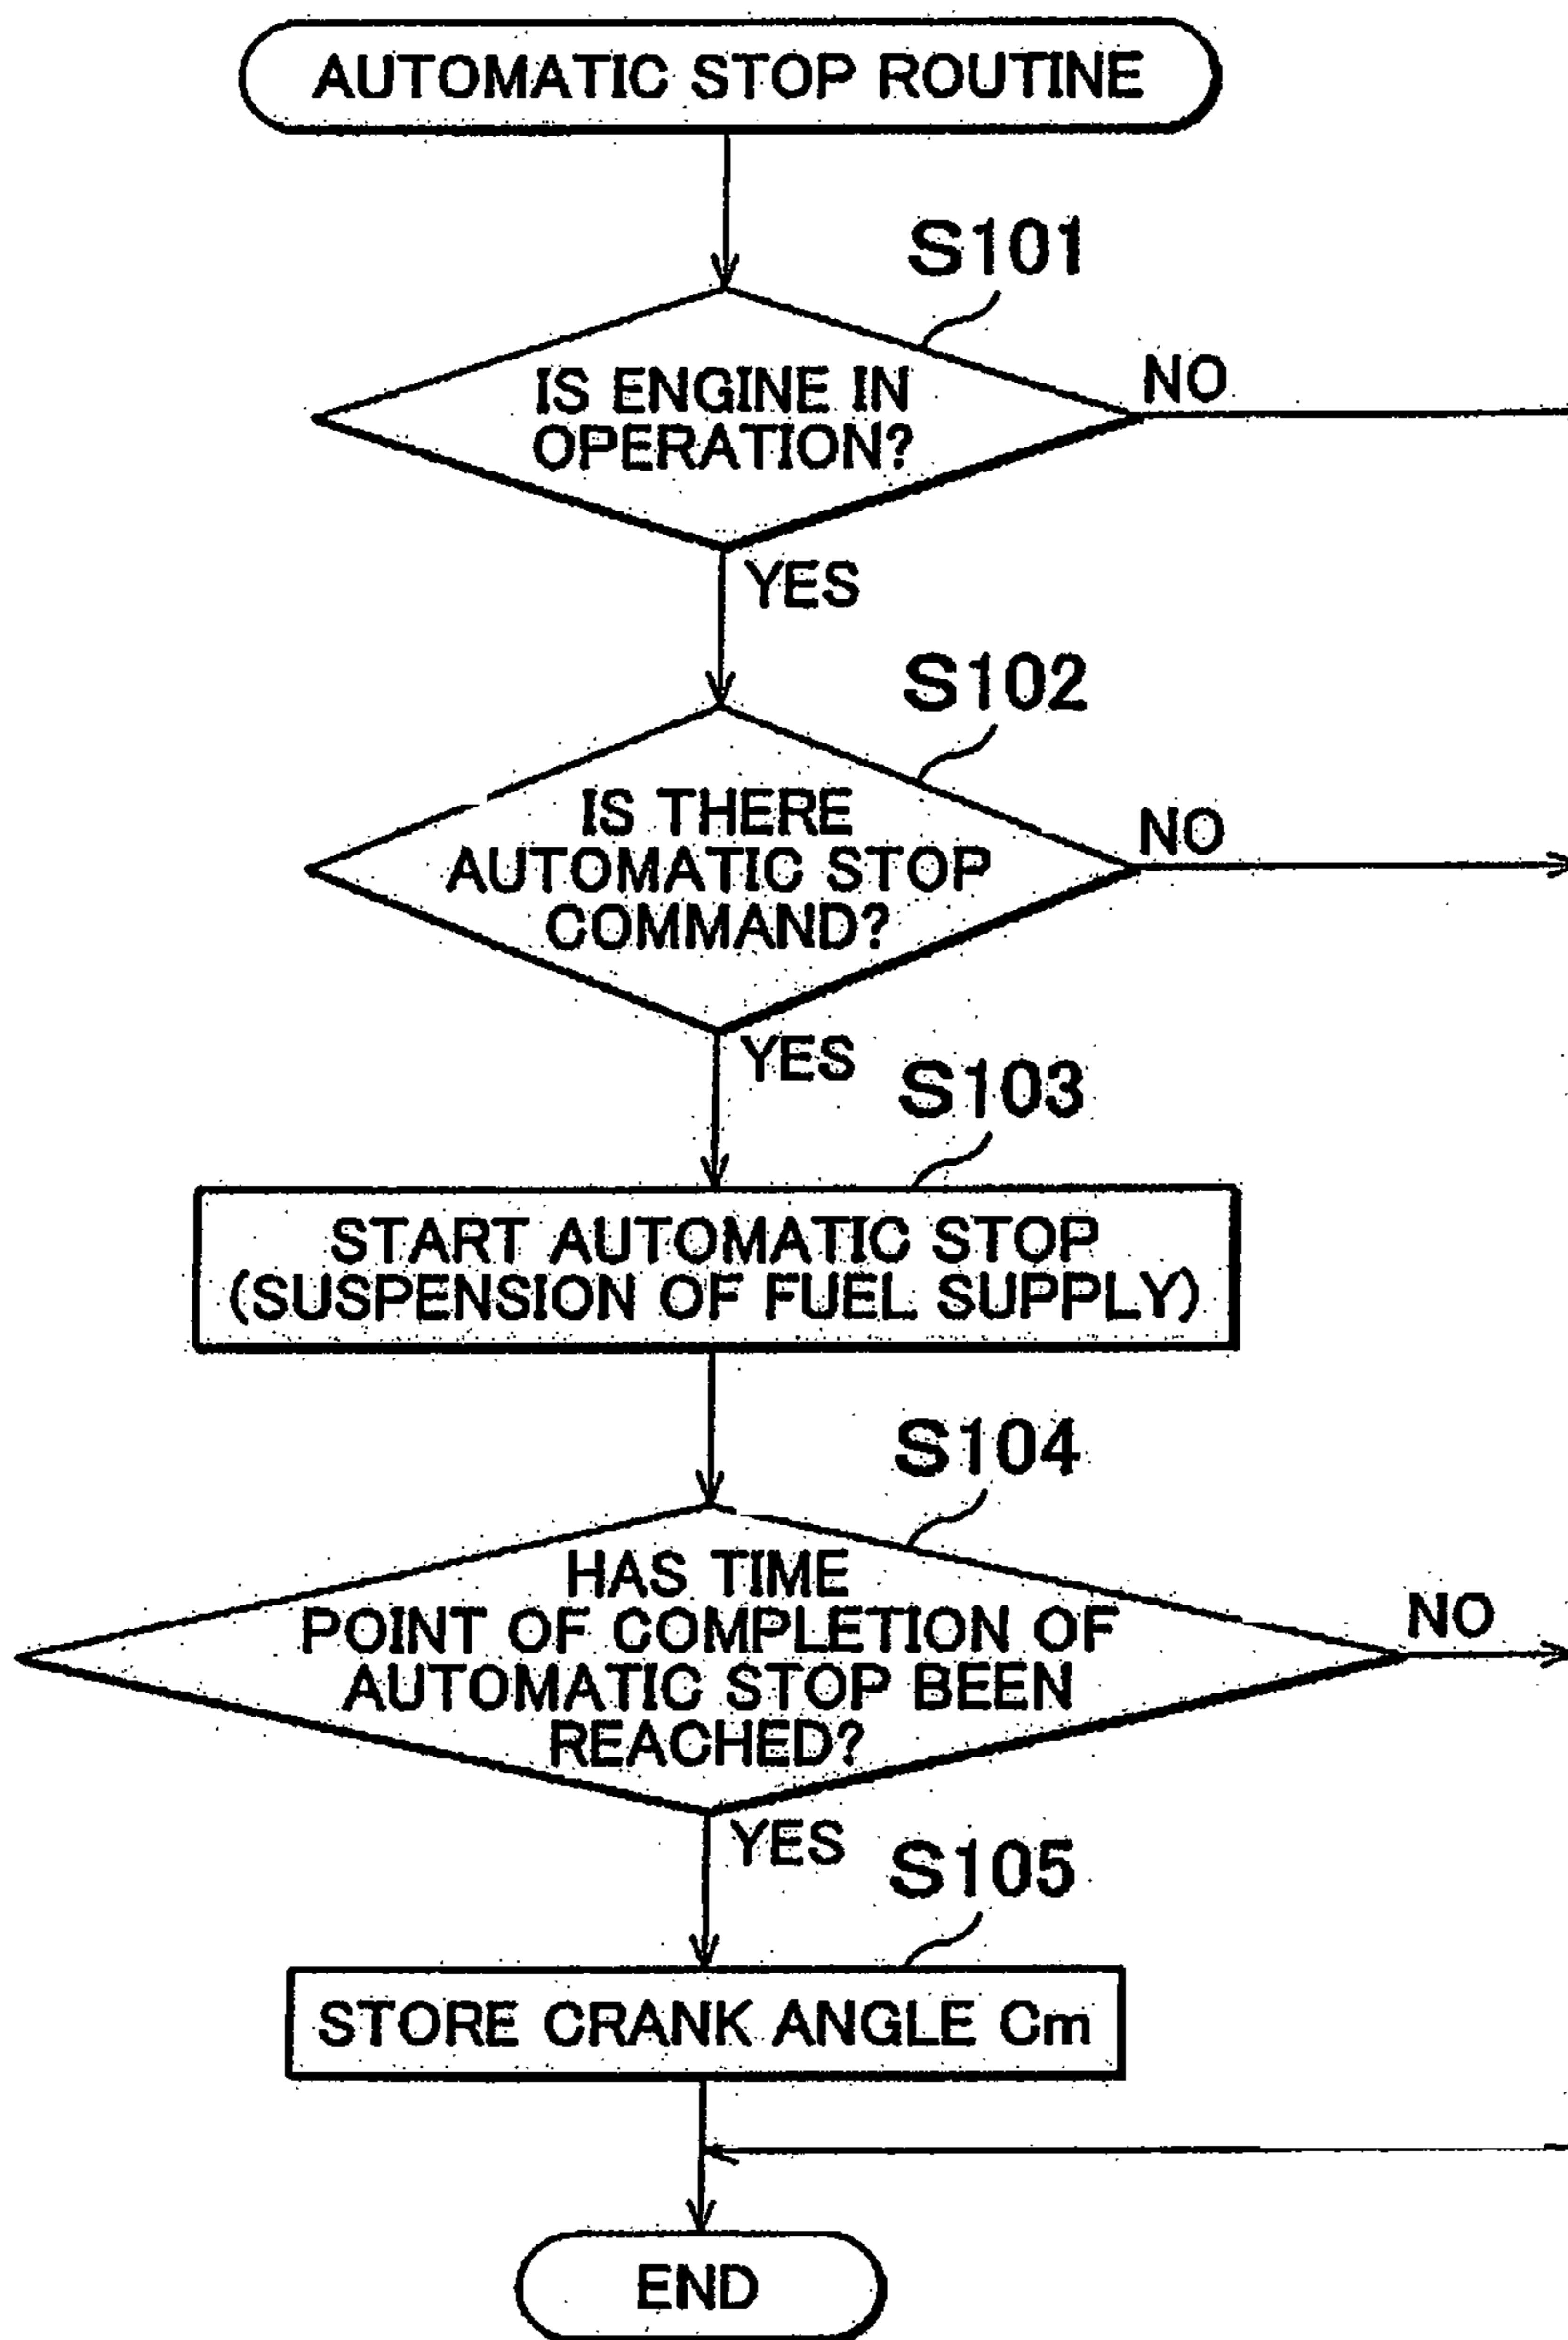 AUTOMATIC STOP ROUTINE
S101
IS ENGINE IN
OPERATION?
NO
YES
S102
IS THERE
AUTOMATIC STOP
COMMAND?
NO
YES
S103
START AUTOMATIC STOP
(SUSPENSION OF FUEL SUPPLY)
S104
HAS TIME
POINT OF COMPLETION OF
AUTOMATIC STOP BEEN
REACHED?
NO
YES
S105
STORE CRANK ANGLE Cm
END